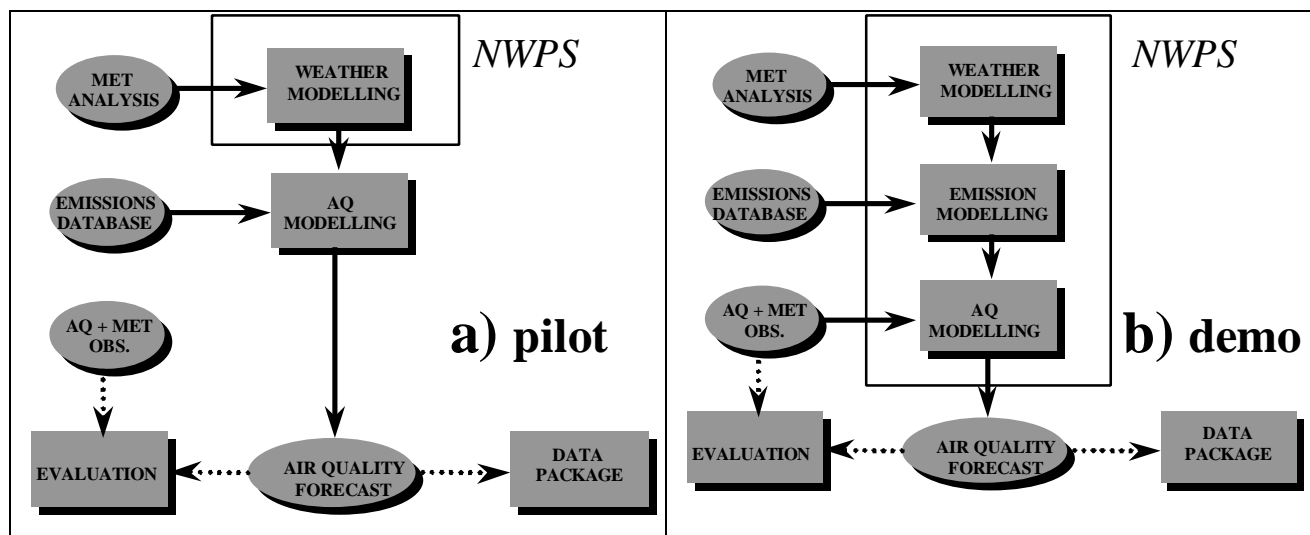 NWPS
MET
ANALYSIS
WEATHER
MODELLING
EMISSIONS
DATABASE
AQ
MODELLING
AQ + MET
OBS.
a) pilot
EVALUATION
AIR QUALITY
FORECAST
DATA
PACKAGE
NWPS
MET
ANALYSIS
WEATHER
MODELLING
EMISSIONS
DATABASE
EMISSION
MODELLING
AQ + MET
OBS.
AQ
MODELLING
b) demo
EVALUATION
AIR QUALITY
FORECAST
DATA
PACKAGE